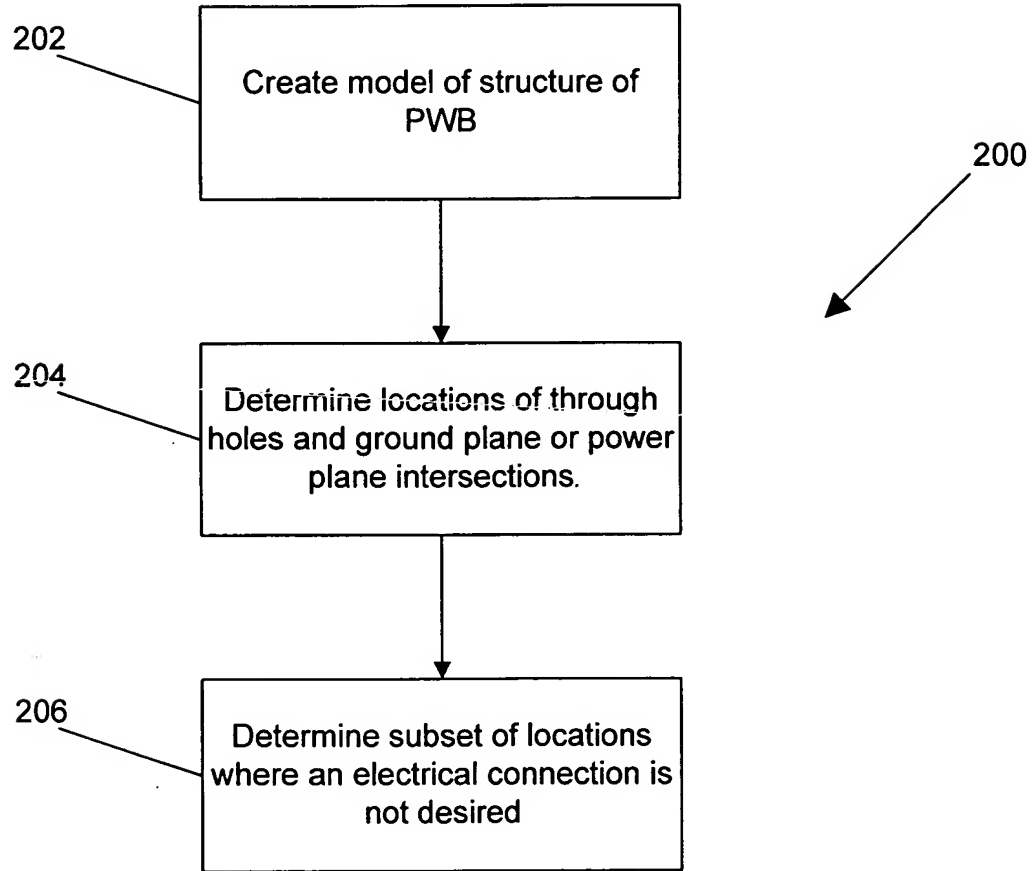 202
Create model of structure of
PWB
200
204
Determine locations of through
holes and ground plane or power
plane intersections.
206
Determine subset of locations
where an electrical connection is
not desired